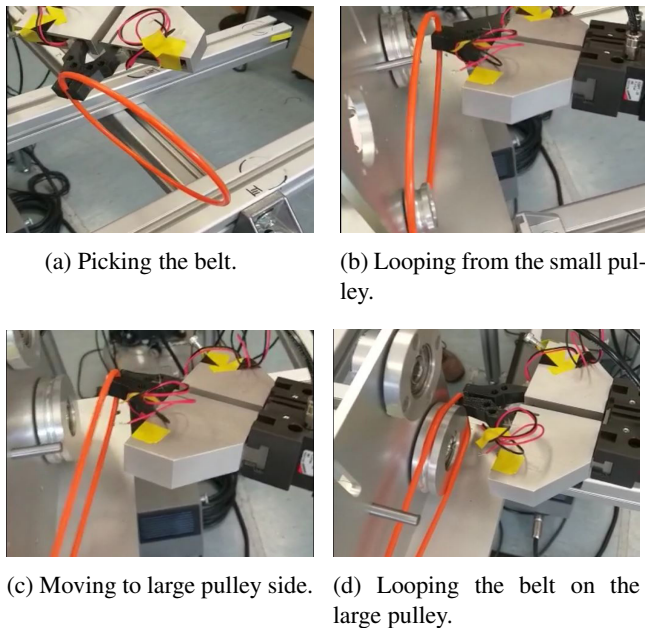 (a) Picking the belt.
(b) Looping from the small pul-
ley.
(c) Moving to large pulley side.
(d) Looping the belt on the
large pulley.